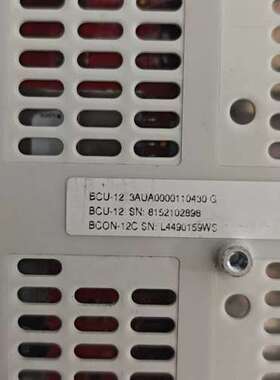 BCU-12 3AUA0000110430 G
BCU-12 SN: 8152102898
BCON-12C SN: L4490159WS